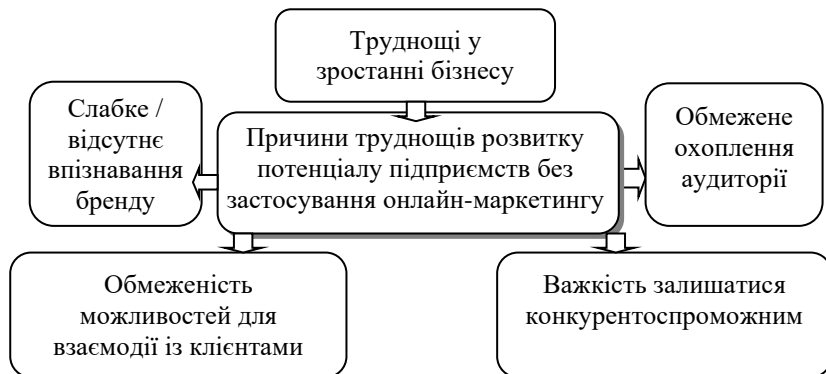 Труднощі у
зростанні бізнесу
Слабке /
відсутнє
впізнавання
бренду
Причини труднощів розвитку
потенціалу підприємств без
застосування онлайн-маркетингу
Обмежене
охоплення
аудиторії
Обмеженість
можливостей для
взаємодії із клієнтами
Важкість залишатися
конкурентоспроможним